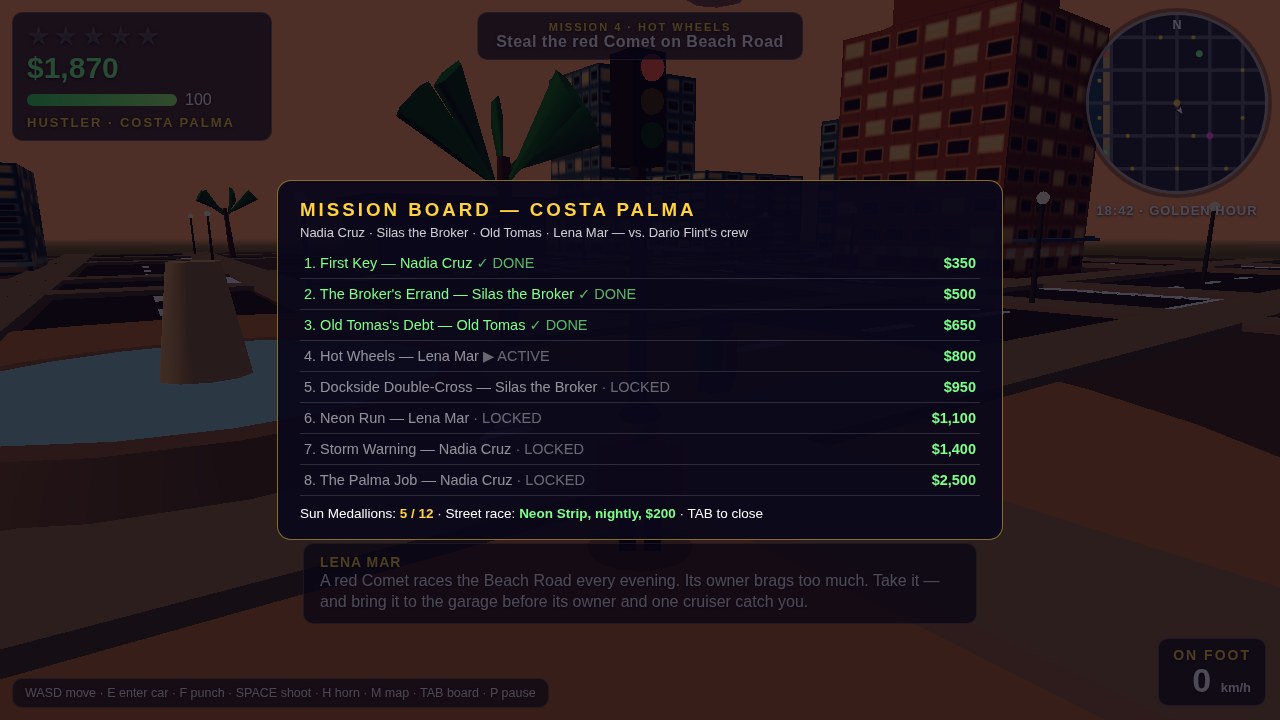 $1,870
100
HUSTLER · COSTA PALMA
MISSION 4 · HOT WHEELS
Steal the red Comet on Beach Road
N
18:42 · GOLDEN HOUR
MISSION BOARD — COSTA PALMA
Nadia Cruz · Silas the Broker · Old Tomas · Lena Mar — vs. Dario Flint's crew
1. First Key — Nadia Cruz ✓ DONE $350
2. The Broker's Errand — Silas the Broker ✓ DONE $500
3. Old Tomas's Debt — Old Tomas ✓ DONE $650
4. Hot Wheels — Lena Mar ▶ ACTIVE $800
5. Dockside Double-Cross — Silas the Broker · LOCKED $950
6. Neon Run — Lena Mar · LOCKED $1,100
7. Storm Warning — Nadia Cruz · LOCKED $1,400
8. The Palma Job — Nadia Cruz · LOCKED $2,500
Sun Medallions: 5 / 12 · Street race: Neon Strip, nightly, $200 · TAB to close
LENA MAR
A red Comet races the Beach Road every evening. Its owner brags too much. Take it —
and bring it to the garage before its owner and one cruiser catch you.
WASD move · E enter car · F punch · SPACE shoot · H horn · M map · TAB board · P pause
ON FOOT
0 km/h